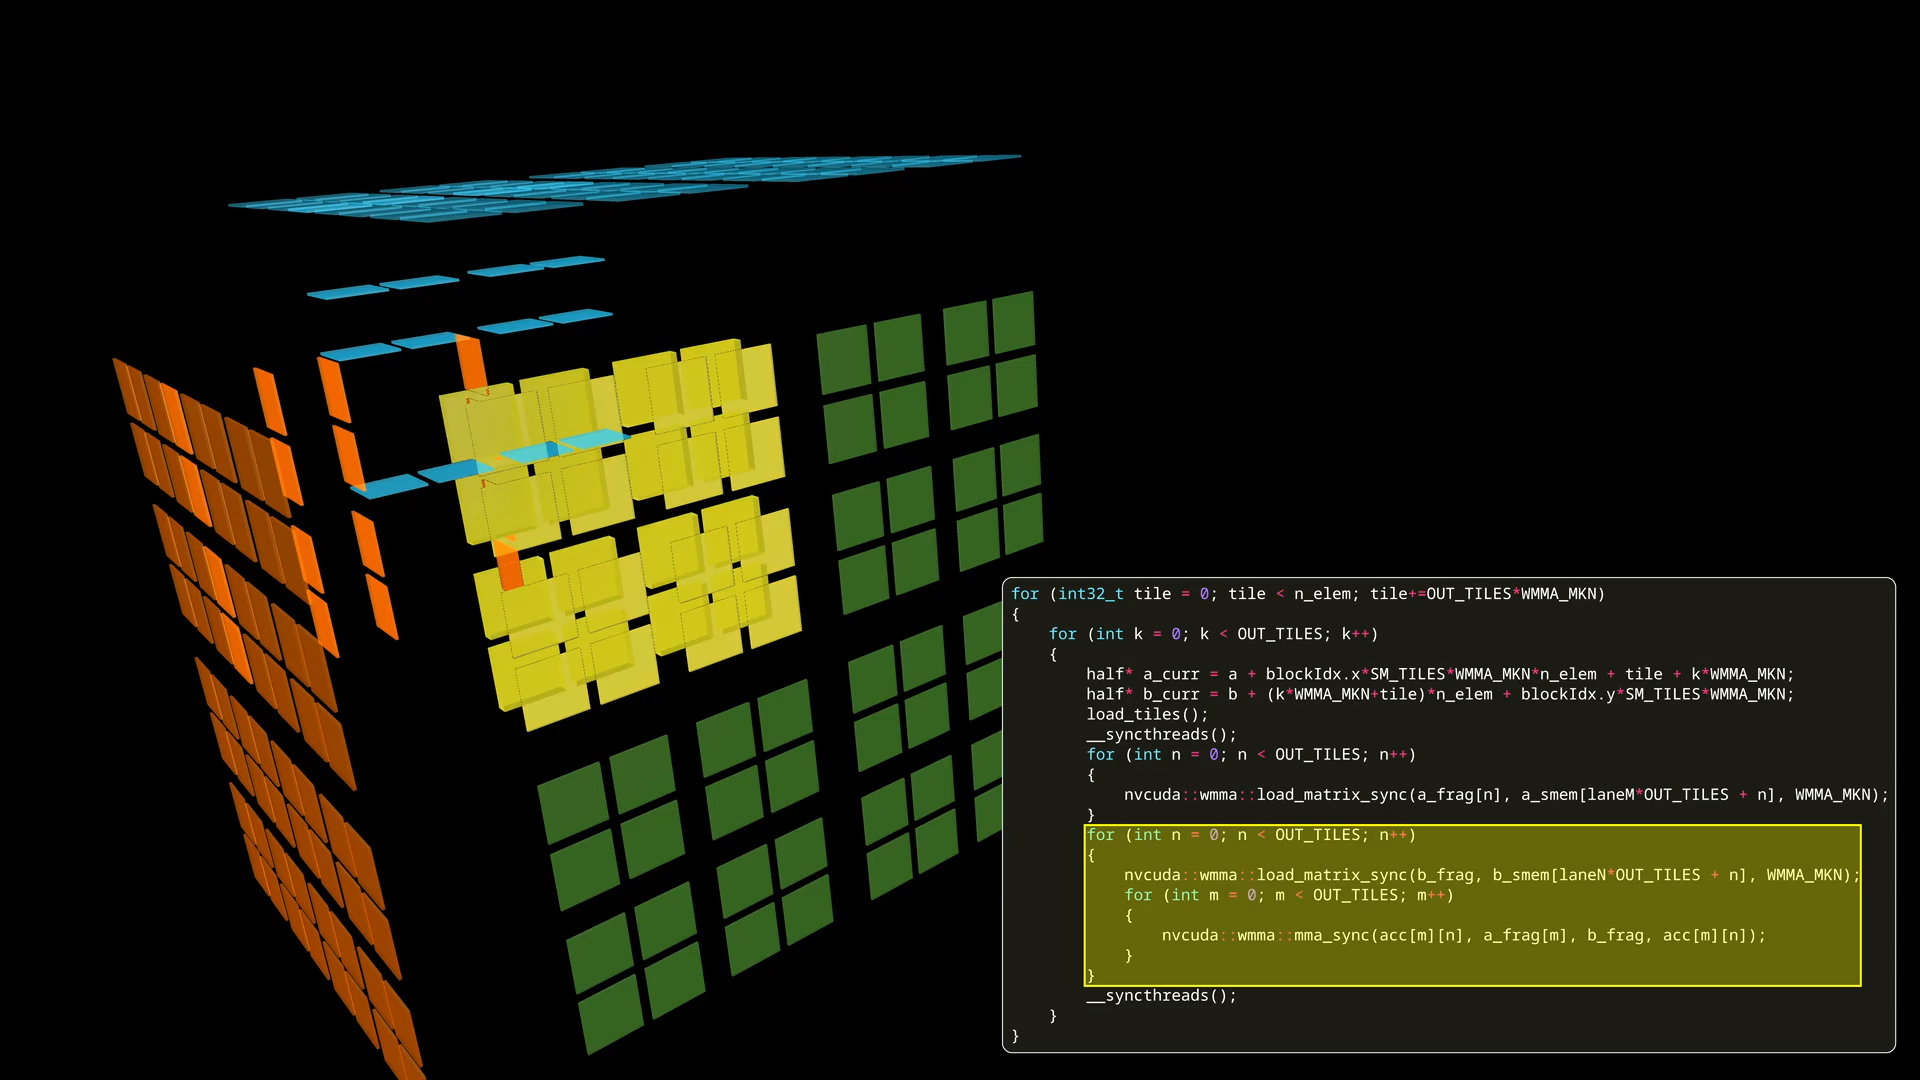 for (int32_t tile = 0; tile < n_elem; tile+=OUT_TILES*WMMA_MKN)
{
    for (int k = 0; k < OUT_TILES; k++)
    {
        half* a_curr = a + blockIdx.x*SM_TILES*WMMA_MKN*n_elem + tile + k*WMMA_MKN;
        half* b_curr = b + (k*WMMA_MKN+tile)*n_elem + blockIdx.y*SM_TILES*WMMA_MKN;
        load_tiles();
        __syncthreads();
        for (int n = 0; n < OUT_TILES; n++)
        {
            nvcuda::wmma::load_matrix_sync(a_frag[n], a_smem[laneM*OUT_TILES + n], WMMA_MKN);
        }
        for (int n = 0; n < OUT_TILES; n++)
        {
            nvcuda::wmma::load_matrix_sync(b_frag, b_smem[laneN*OUT_TILES + n], WMMA_MKN);
            for (int m = 0; m < OUT_TILES; m++)
            {
                nvcuda::wmma::mma_sync(acc[m][n], a_frag[m], b_frag, acc[m][n]);
            }
        }
        __syncthreads();
    }
}